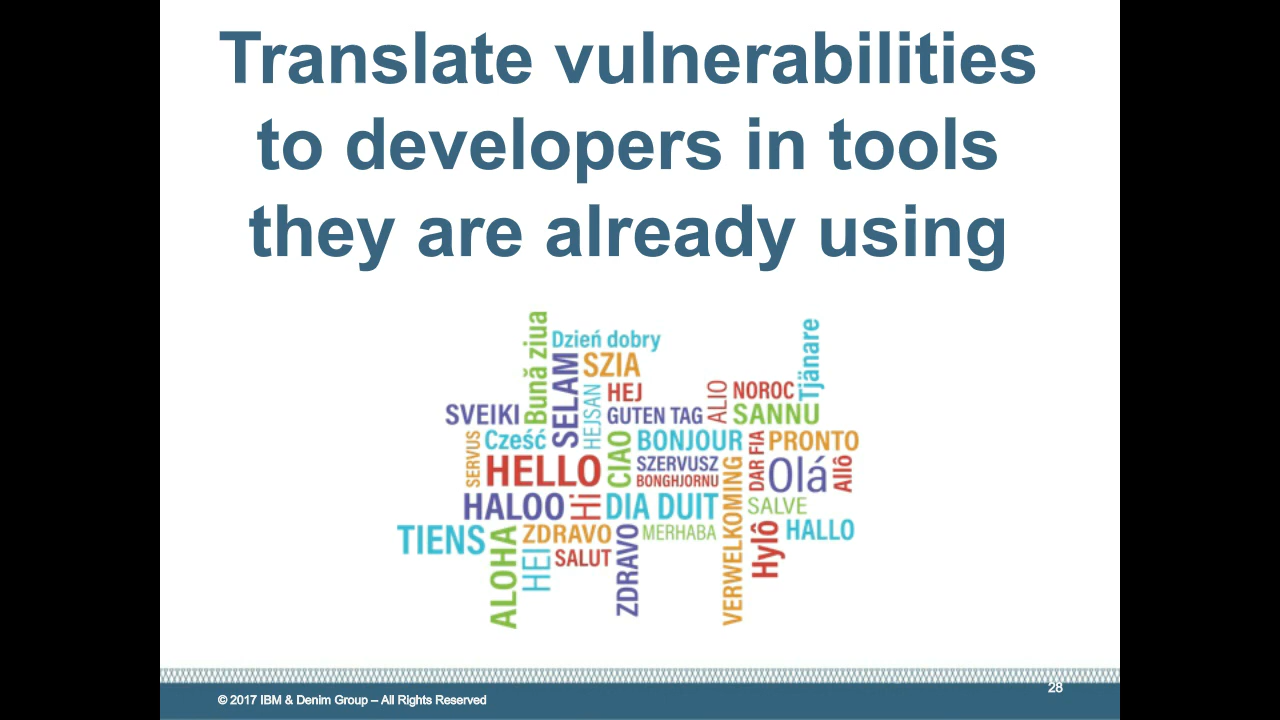 Translate vulnerabilities
to developers in tools
they are already using
Bună ziua
Dzień dobry
Tjänare
SELAM
SZIA
HEJSAN
HEJ
ALIO
NOROC
SVEIKI
GUTEN TAG
SANNU
SERVUS
Cześć
CIAO
BONJOUR
DAR FIA
PRONTO
HELLO
SZERVUSZ
BONGHJORNU
VERWELKOMING
Olá
Allô
HALOO
Hi
DIA DUIT
SALVE
TIENS
ALOHA
ZDRAVO
ZDRAVO
MERHABA
Hylô
HALLO
HEI
SALUT
28
© 2017 IBM & Denim Group – All Rights Reserved